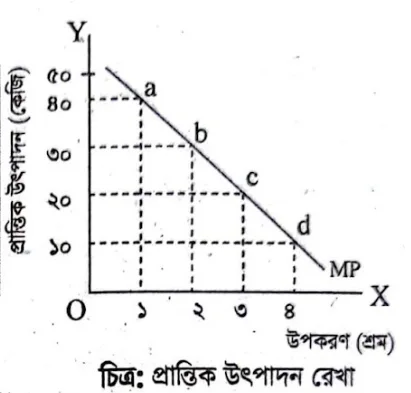 Y
প্রান্তিক উৎপাদন (কেজি)
৫০
৪০
৩০
২০
১০
a
b
c
d
MP
O
১
২
৩
৪
X
উপকরণ (শ্রম)
চিত্র: প্রান্তিক উৎপাদন রেখা